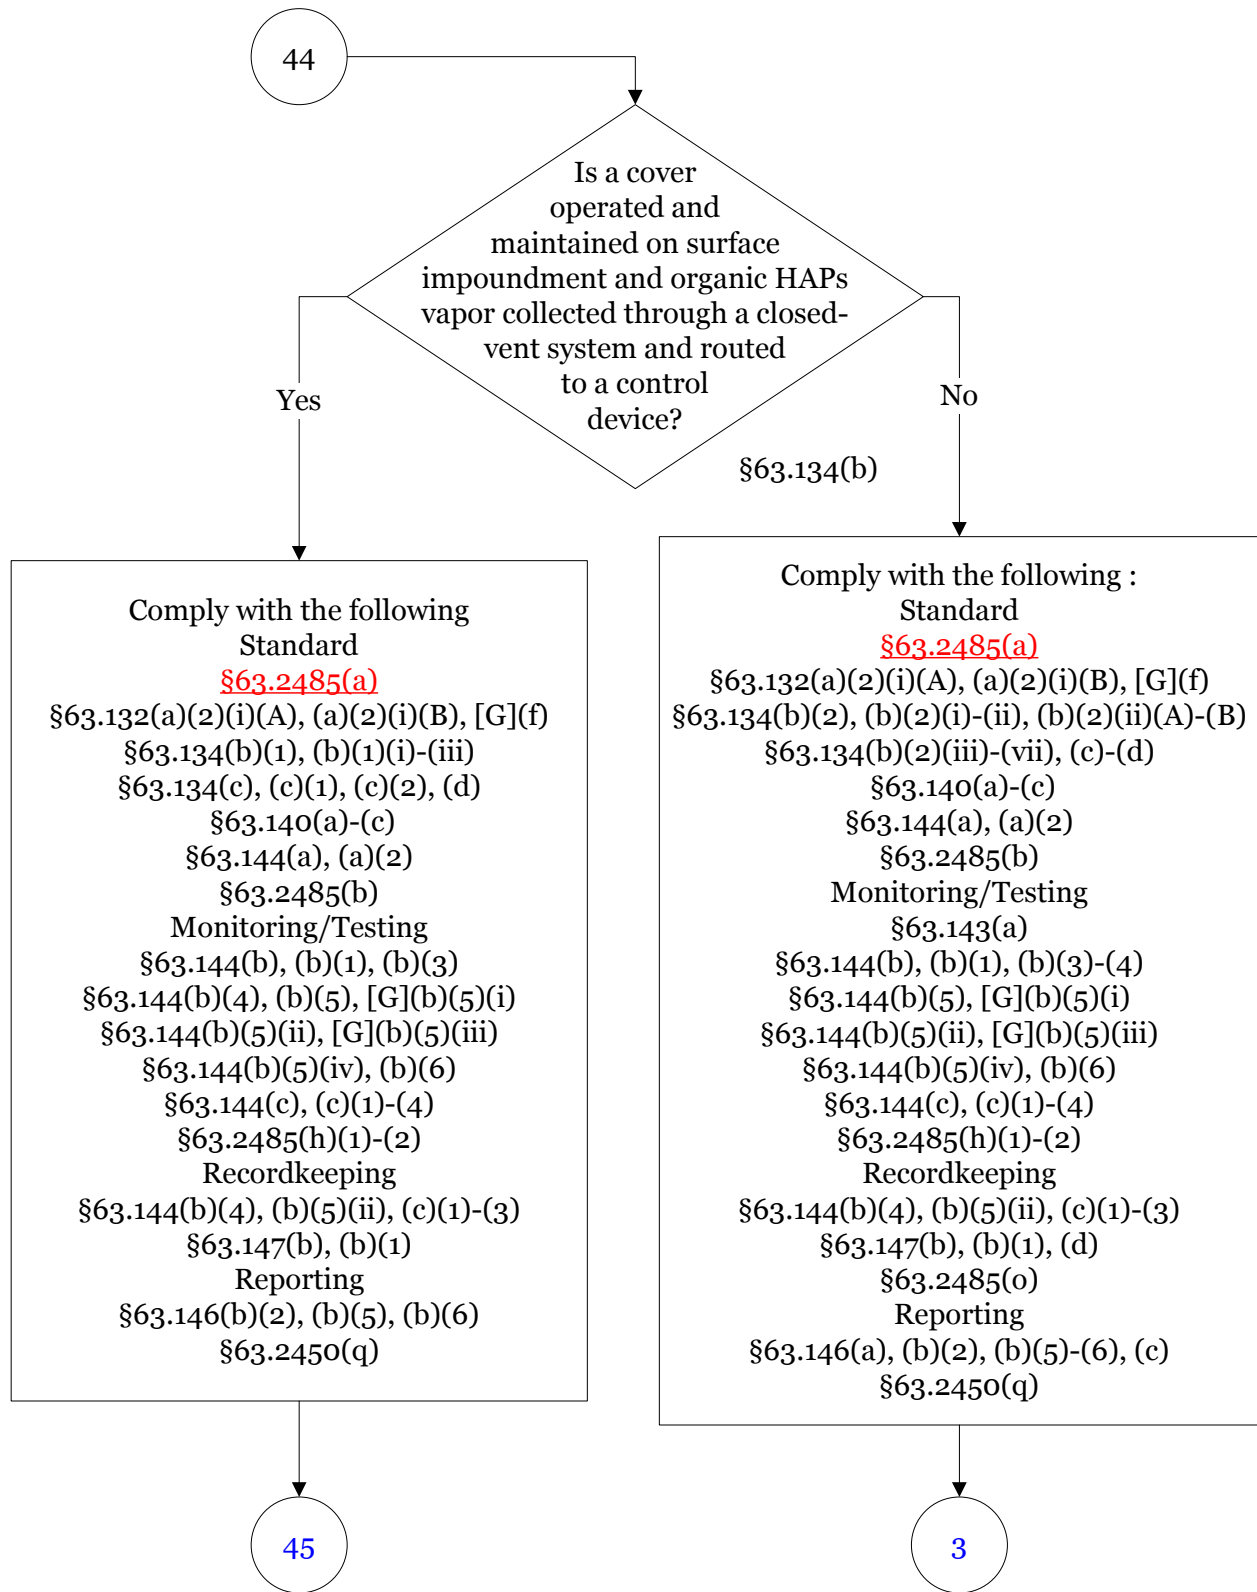 44
Is a cover
operated and
maintained on surface
impoundment and organic HAPs
vapor collected through a closed-
vent system and routed
to a control
device?
Yes
No
§63.134(b)
Comply with the following
Standard
§63.2485(a)
§63.132(a)(2)(i)(A), (a)(2)(i)(B), [G](f)
§63.134(b)(1), (b)(1)(i)-(iii)
§63.134(c), (c)(1), (c)(2), (d)
§63.140(a)-(c)
§63.144(a), (a)(2)
§63.2485(b)
Monitoring/Testing
§63.144(b), (b)(1), (b)(3)
§63.144(b)(4), (b)(5), [G](b)(5)(i)
§63.144(b)(5)(ii), [G](b)(5)(iii)
§63.144(b)(5)(iv), (b)(6)
§63.144(c), (c)(1)-(4)
§63.2485(h)(1)-(2)
Recordkeeping
§63.144(b)(4), (b)(5)(ii), (c)(1)-(3)
§63.147(b), (b)(1)
Reporting
§63.146(b)(2), (b)(5), (b)(6)
§63.2450(q)
Comply with the following :
Standard
§63.2485(a)
§63.132(a)(2)(i)(A), (a)(2)(i)(B), [G](f)
§63.134(b)(2), (b)(2)(i)-(ii), (b)(2)(ii)(A)-(B)
§63.134(b)(2)(iii)-(vii), (c)-(d)
§63.140(a)-(c)
§63.144(a), (a)(2)
§63.2485(b)
Monitoring/Testing
§63.143(a)
§63.144(b), (b)(1), (b)(3)-(4)
§63.144(b)(5), [G](b)(5)(i)
§63.144(b)(5)(ii), [G](b)(5)(iii)
§63.144(b)(5)(iv), (b)(6)
§63.144(c), (c)(1)-(4)
§63.2485(h)(1)-(2)
Recordkeeping
§63.144(b)(4), (b)(5)(ii), (c)(1)-(3)
§63.147(b), (b)(1), (d)
§63.2485(o)
Reporting
§63.146(a), (b)(2), (b)(5)-(6), (c)
§63.2450(q)
45
3